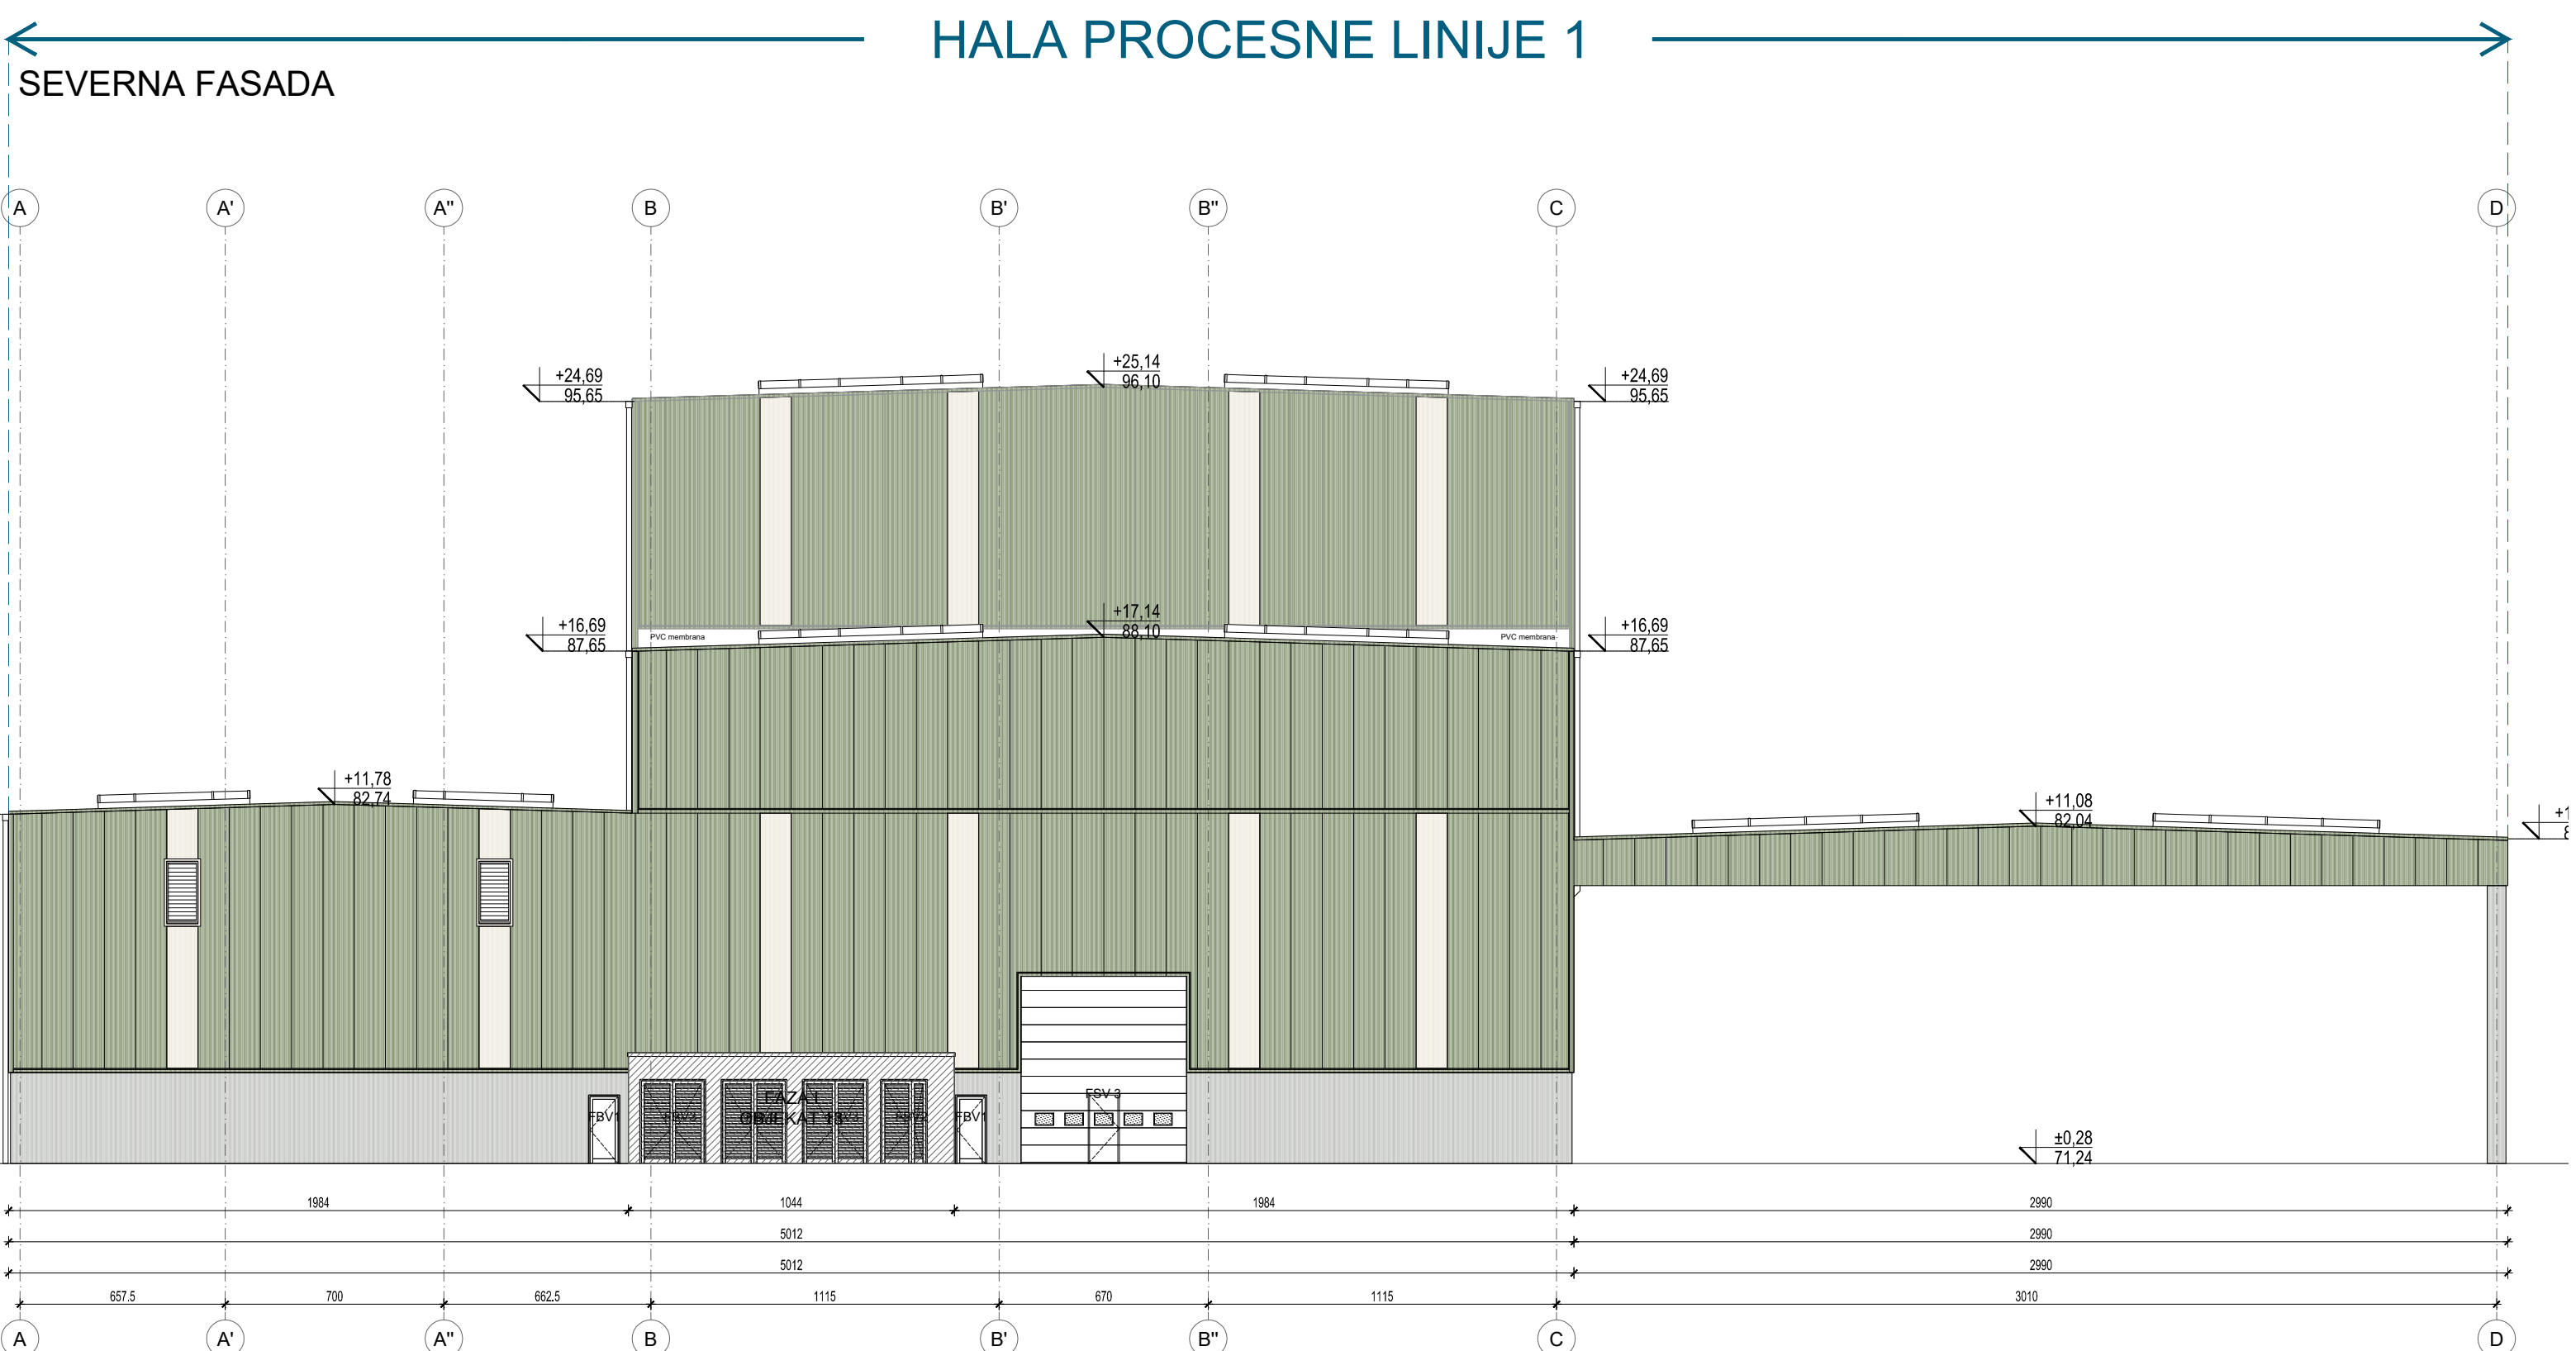 HALA PROCESNE LINIJE 1
SEVERNA FASADA
A A' A'' B B' B'' C D
+25,14
96,10
+24,69
95,65
+24,69
95,65
+17,14
88,10
+16,69
87,65
PVC membrana
PVC membrana
+16,69
87,65
+11,78
82,74
+11,08
82,04
FAZA I
OBJEKAT 13
FBV1
FBV1
FSV 3
±0,28
71,24
1984 1044 1984 2990
5012 2990
5012 2990
657.5 700 662.5 1115 670 1115 3010
A A' A'' B B' B'' C D